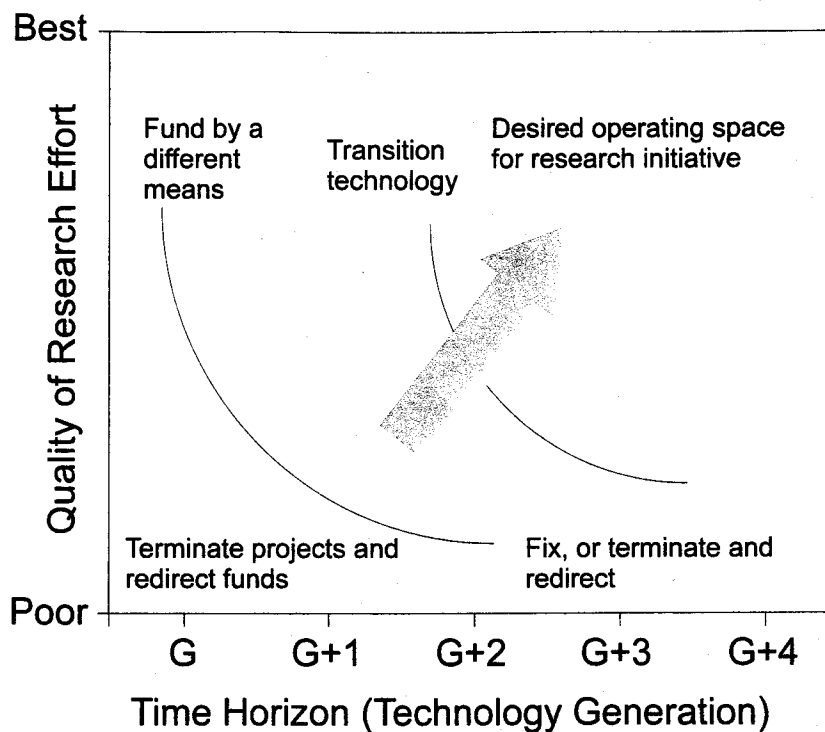 Best
Quality of Research Effort
Fund by a
different
means
Transition
technology
Desired operating space
for research initiative
Terminate projects and
redirect funds
Fix, or terminate and
redirect
Poor
G G+1 G+2 G+3 G+4
Time Horizon (Technology Generation)